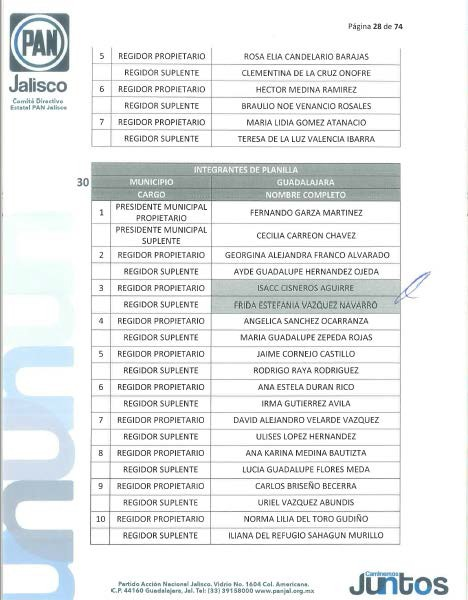 Página 28 de 74
PAN
Jalisco
Comité Directivo
Estatal PAN Jalisco
5 REGIDOR PROPIETARIO ROSA ELIA CANDELARIO BARAJAS
REGIDOR SUPLENTE CLEMENTINA DE LA CRUZ ONOFRE
6 REGIDOR PROPIETARIO HECTOR MEDINA RAMIREZ
REGIDOR SUPLENTE BRAULIO NOE VENANCIO ROSALES
7 REGIDOR PROPIETARIO MARIA LIDIA GOMEZ ATANACIO
REGIDOR SUPLENTE TERESA DE LA LUZ VALENCIA IBARRA
30
INTEGRANTES DE PLANILLA
MUNICIPIO GUADALAJARA
CARGO NOMBRE COMPLETO
1 PRESIDENTE MUNICIPAL PROPIETARIO FERNANDO GARZA MARTINEZ
PRESIDENTE MUNICIPAL SUPLENTE CECILIA CARREON CHAVEZ
2 REGIDOR PROPIETARIO GEORGINA ALEJANDRA FRANCO ALVARADO
REGIDOR SUPLENTE AYDE GUADALUPE HERNANDEZ OJEDA
3 REGIDOR PROPIETARIO ISACC CISNEROS AGUIRRE
REGIDOR SUPLENTE FRIDA ESTEFANIA VAZQUEZ NAVARRO
4 REGIDOR PROPIETARIO ANGELICA SANCHEZ OCARRANZA
REGIDOR SUPLENTE MARIA GUADALUPE ZEPEDA ROJAS
5 REGIDOR PROPIETARIO JAIME CORNEJO CASTILLO
REGIDOR SUPLENTE RODRIGO RAYA RODRIGUEZ
6 REGIDOR PROPIETARIO ANA ESTELA DURAN RICO
REGIDOR SUPLENTE IRMA GUTIERREZ AVILA
7 REGIDOR PROPIETARIO DAVID ALEJANDRO VELARDE VAZQUEZ
REGIDOR SUPLENTE ULISES LOPEZ HERNANDEZ
8 REGIDOR PROPIETARIO ANA KARINA MEDINA BAUTIZTA
REGIDOR SUPLENTE LUCIA GUADALUPE FLORES MEDA
9 REGIDOR PROPIETARIO CARLOS BRISEÑO BECERRA
REGIDOR SUPLENTE URIEL VAZQUEZ ABUNDIS
10 REGIDOR PROPIETARIO NORMA LILIA DEL TORO GUDIÑO
REGIDOR SUPLENTE ILIANA DEL REFUGIO SAHAGUN MURILLO
Partido Acción Nacional Jalisco. Vidrio No. 1604 Col. Americana.
C.P. 44160 Guadalajara, Jal. Tel: (33) 39158000 www.panjal.org.mx
Caminemos
Juntos